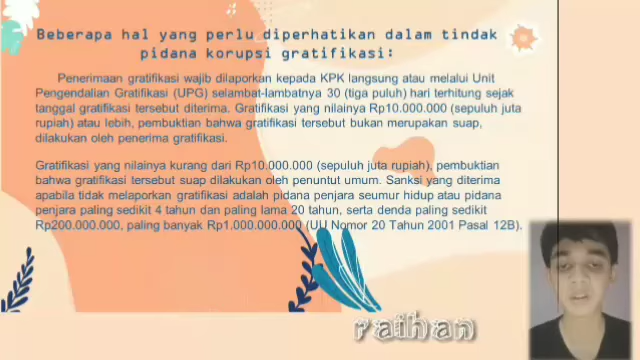 Beberapa hal yang perlu diperhatikan dalam tindak
pidana korupsi gratifikasi:
Penerimaan gratifikasi wajib dilaporkan kepada KPK langsung atau melalui Unit
Pengendalian Gratifikasi (UPG) selambat-lambatnya 30 (tiga puluh) hari terhitung sejak
tanggal gratifikasi tersebut diterima. Gratifikasi yang nilainya Rp10.000.000 (sepuluh juta
rupiah) atau lebih, pembuktian bahwa gratifikasi tersebut bukan merupakan suap,
dilakukan oleh penerima gratifikasi.
Gratifikasi yang nilainya kurang dari Rp10.000.000 (sepuluh juta rupiah), pembuktian
bahwa gratifikasi tersebut suap dilakukan oleh penuntut umum. Sanksi yang diterima
apabila tidak melaporkan gratifikasi adalah pidana penjara seumur hidup atau pidana
penjara paling sedikit 4 tahun dan paling lama 20 tahun, serta denda paling sedikit
Rp200.000.000, paling banyak Rp1.000.000.000 (UU Nomor 20 Tahun 2001 Pasal 12B).
raihan